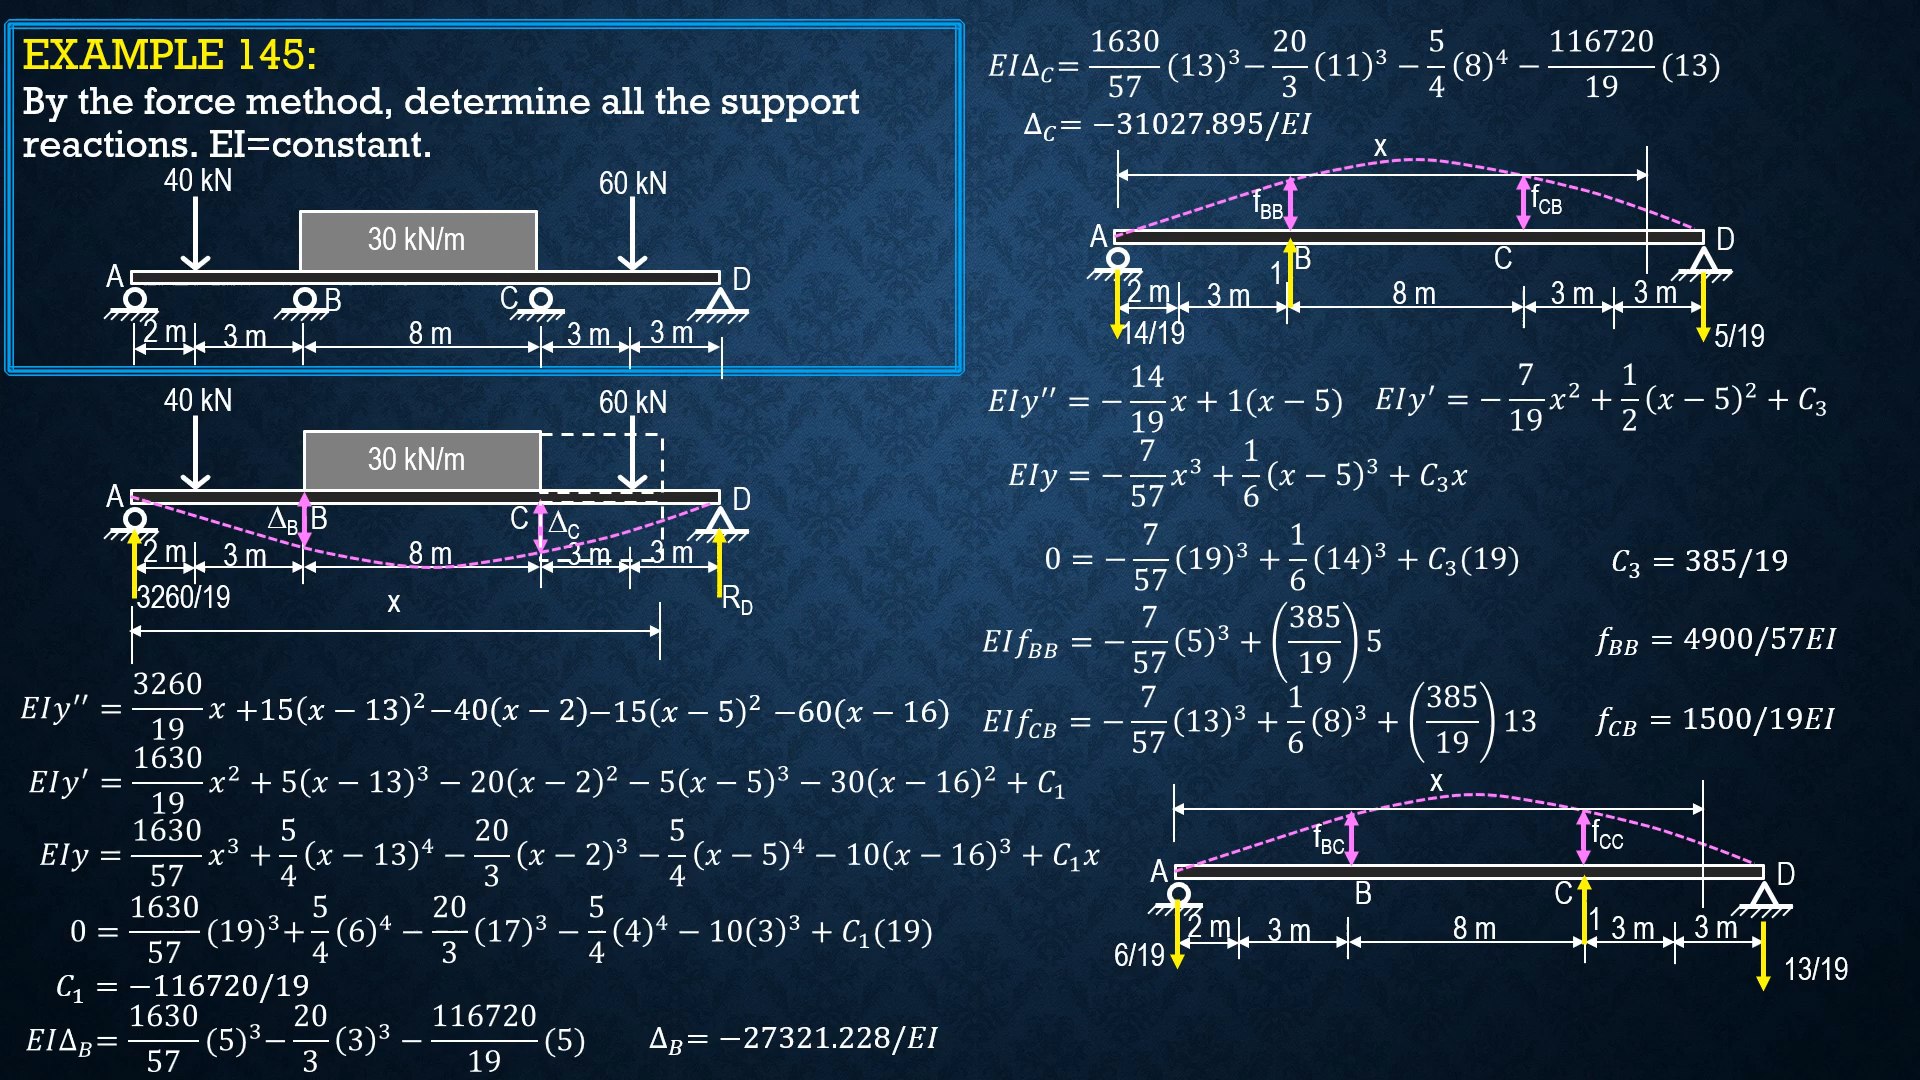 EXAMPLE 145:
By the force method, determine all the support
reactions. EI=constant.
40 kN
60 kN
30 kN/m
A
B
C
D
2 m
3 m
8 m
3 m
3 m
40 kN
60 kN
30 kN/m
A
Δ_B
B
C
Δ_C
D
2 m
3 m
8 m
3 m
3 m
3260/19
x
R_D
EIy″ = 3260/19 x +15(x − 13)²−40(x − 2)−15(x − 5)² −60(x − 16)
EIy′ = 1630/19 x² + 5(x − 13)³ − 20(x − 2)² − 5(x − 5)³ − 30(x − 16)² + C₁
EIy = 1630/57 x³ + 5/4 (x − 13)⁴ − 20/3 (x − 2)³ − 5/4 (x − 5)⁴ − 10(x − 16)³ + C₁x
0 = 1630/57 (19)³+ 5/4 (6)⁴ − 20/3 (17)³ − 5/4 (4)⁴ − 10(3)³ + C₁(19)
C₁ = −116720/19
EIΔ_B= 1630/57 (5)³− 20/3 (3)³ − 116720/19 (5)
Δ_B= −27321.228/EI
EIΔ_C= 1630/57 (13)³− 20/3 (11)³ − 5/4 (8)⁴ − 116720/19 (13)
Δ_C= −31027.895/EI
x
f_BB
f_CB
A
B
C
D
1
2 m
3 m
8 m
3 m
3 m
14/19
5/19
EIy″ = − 14/19 x + 1(x − 5)
EIy′ = − 7/19 x² + 1/2 (x − 5)² + C₃
EIy = − 7/57 x³ + 1/6 (x − 5)³ + C₃x
0 = − 7/57 (19)³ + 1/6 (14)³ + C₃(19)
C₃ = 385/19
EIf_BB = − 7/57 (5)³ + (385/19) 5
f_BB = 4900/57EI
EIf_CB = − 7/57 (13)³ + 1/6 (8)³ + (385/19) 13
f_CB = 1500/19EI
x
f_BC
f_CC
A
B
C
D
1
2 m
3 m
8 m
3 m
3 m
6/19
13/19